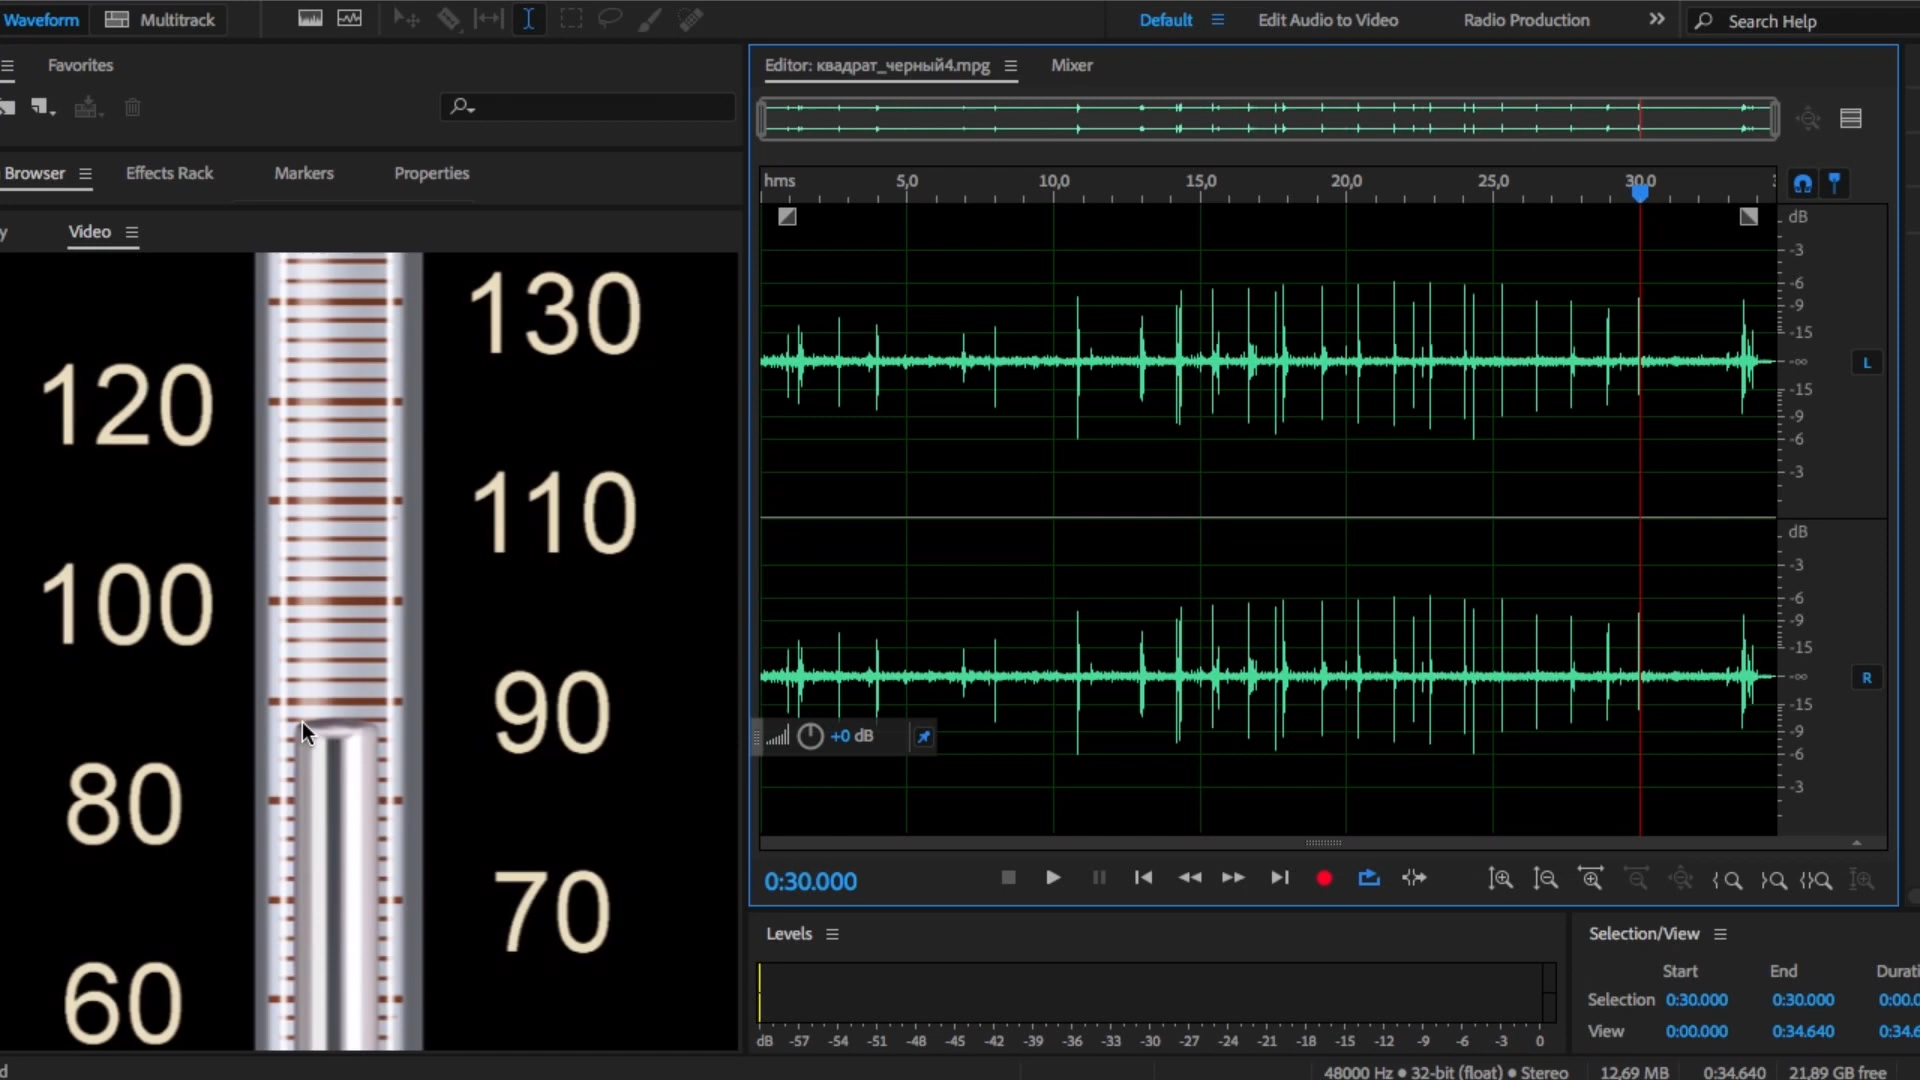 Waveform Multitrack Default Edit Audio to Video Radio Production Search Help
Favorites
Browser Effects Rack Markers Properties
Video
130
120
110
100
90
80
70
60
Editor: квадрат_черный4.mpg Mixer
hms 5,0 10,0 15,0 20,0 25,0 30,0
dB
-3
-6
-9
-15
-∞
-15
-9
-6
-3
L
dB
-3
-6
-9
-15
-∞
-15
-9
-6
-3
R
+0 dB
0:30.000
Levels
dB -57 -54 -51 -48 -45 -42 -39 -36 -33 -30 -27 -24 -21 -18 -15 -12 -9 -6 -3 0
Selection/View
Start End
Selection 0:30.000 0:30.000
View 0:00.000 0:34.640
48000 Hz ● 32-bit (float) ● Stereo 12,69 MB 0:34.640 21,89 GB free